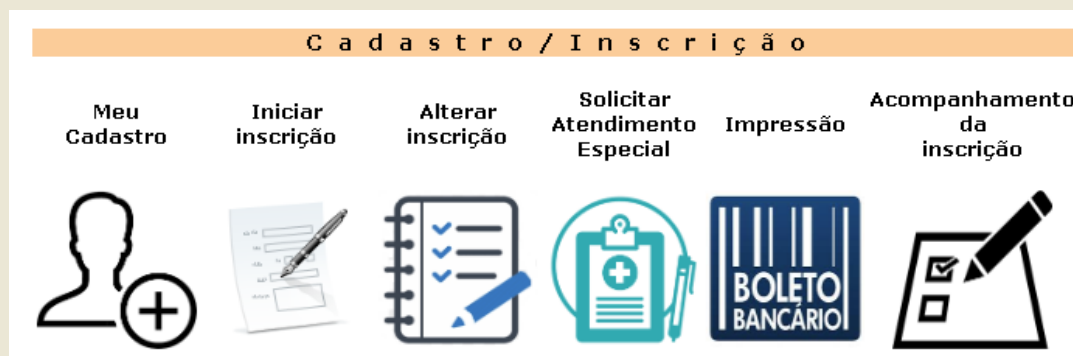 Cadastro/Inscrição
Meu
Cadastro
Iniciar
inscrição
Alterar
inscrição
Solicitar
Atendimento
Especial
Impressão
Acompanhamento
da
inscrição
BOLETO
BANCÁRIO